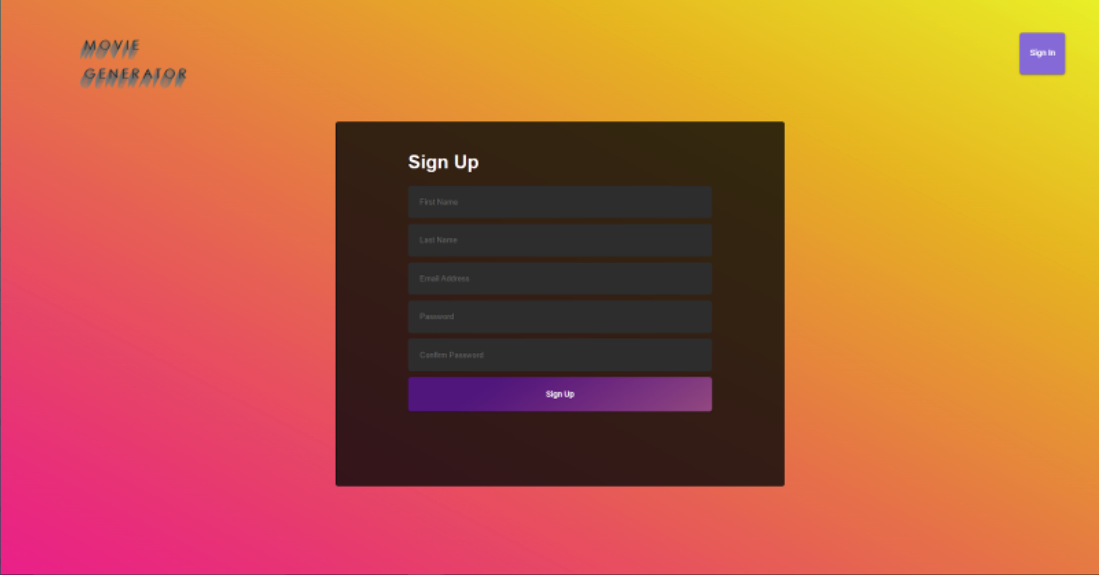 MOVIE
GENERATOR
Sign In
Sign Up
First Name
Last Name
Email Address
Password
Confirm Password
Sign Up